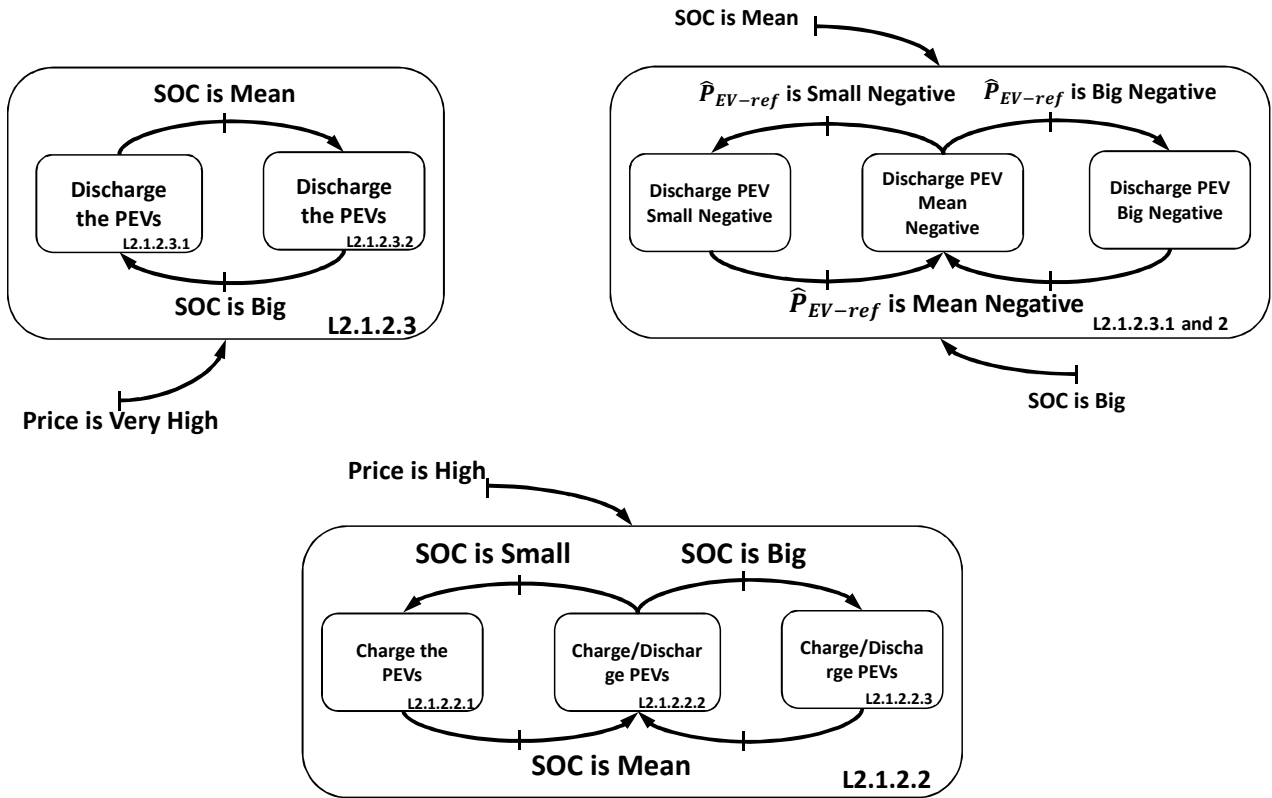 SOC is Mean
SOC is Mean
Discharge
the PEVs
L2.1.2.3.1
Discharge
the PEVs
L2.1.2.3.2
SOC is Big
L2.1.2.3
Price is Very High
P̂_EV−ref is Small Negative
P̂_EV−ref is Big Negative
Discharge PEV
Small Negative
Discharge PEV
Mean
Negative
Discharge PEV
Big Negative
P̂_EV−ref is Mean Negative
L2.1.2.3.1 and 2
SOC is Big
Price is High
SOC is Small
SOC is Big
Charge the
PEVs
L2.1.2.2.1
Charge/Dischar
ge PEVs
L2.1.2.2.2
Charge/Discha
rge PEVs
L2.1.2.2.3
SOC is Mean
L2.1.2.2